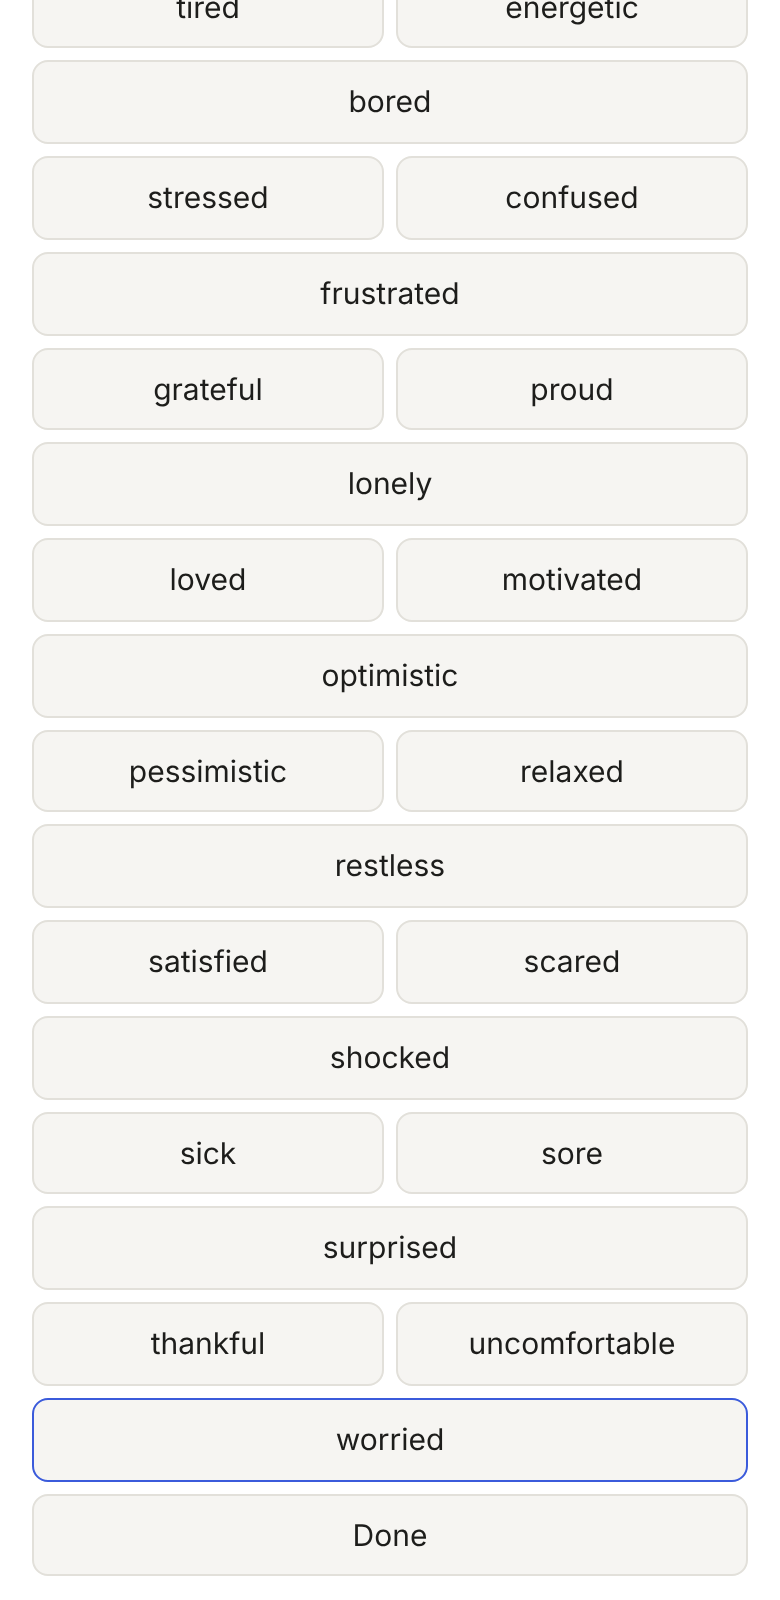 tired energetic
bored
stressed confused
frustrated
grateful proud
lonely
loved motivated
optimistic
pessimistic relaxed
restless
satisfied scared
shocked
sick sore
surprised
thankful uncomfortable
worried
Done